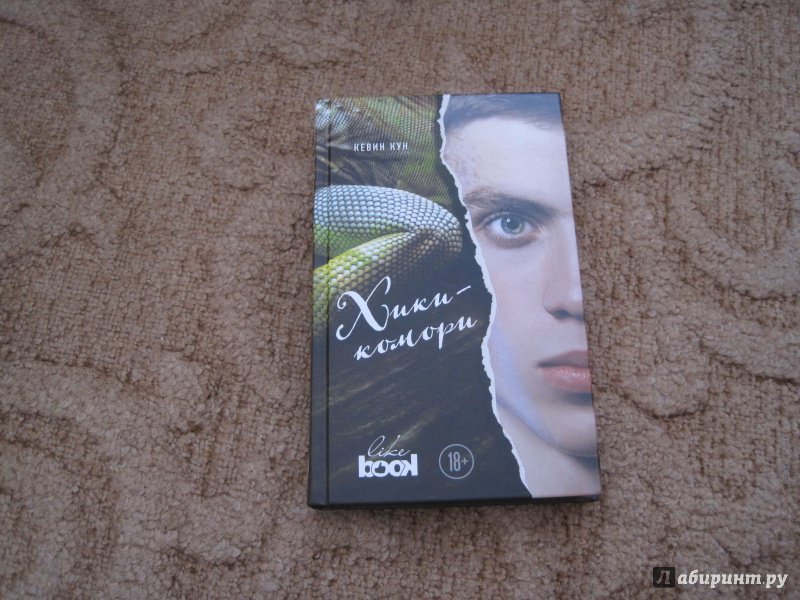 КЕВИН КУН
Хики-
комори
like
book
18+
Лабиринт.ру